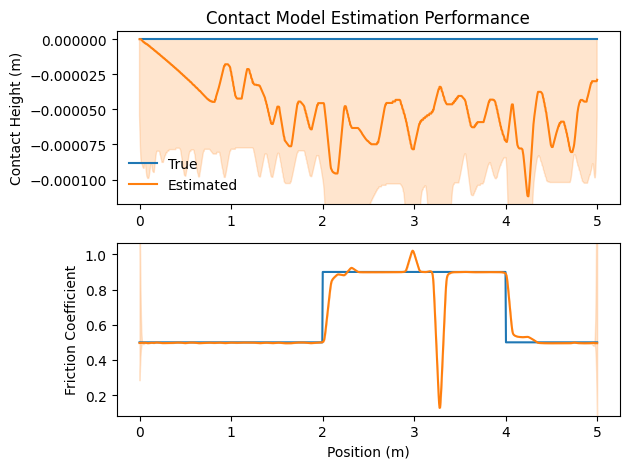 Contact Model Estimation Performance
Contact Height (m)
0.000000
−0.000025
−0.000050
−0.000075
−0.000100
True
Estimated
0 1 2 3 4 5
Friction Coefficient
1.0
0.8
0.6
0.4
0.2
0 1 2 3 4 5
Position (m)